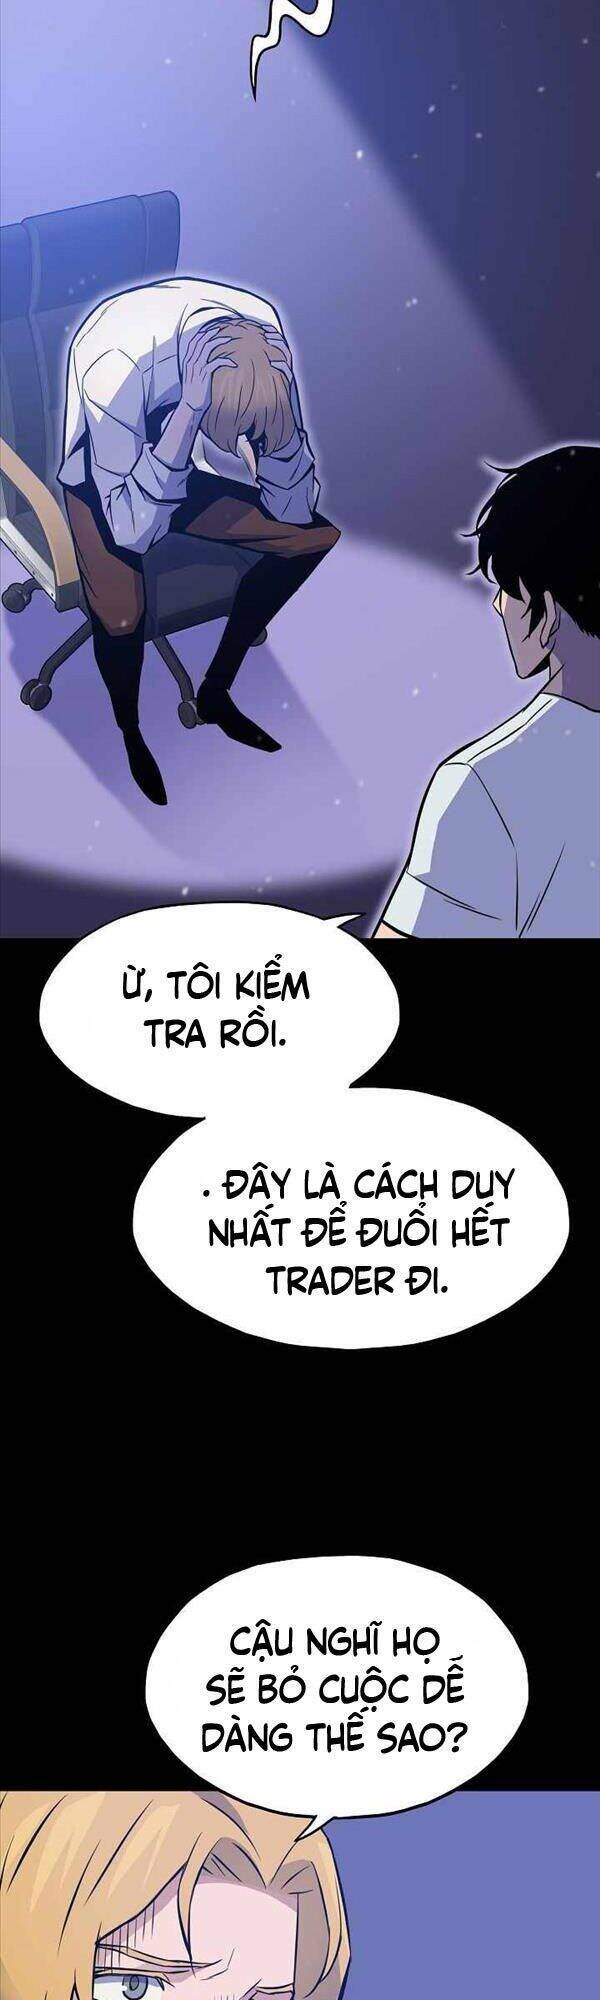 Ừ, TÔI KIỂM
TRA RỒI.
. ĐÂY LÀ CÁCH DUY
NHẤT ĐỂ ĐUỔI HẾT
TRADER ĐI.
CẬU NGHĨ HỌ
SẼ BỎ CUỘC DỄ
DÀNG THẾ SAO?